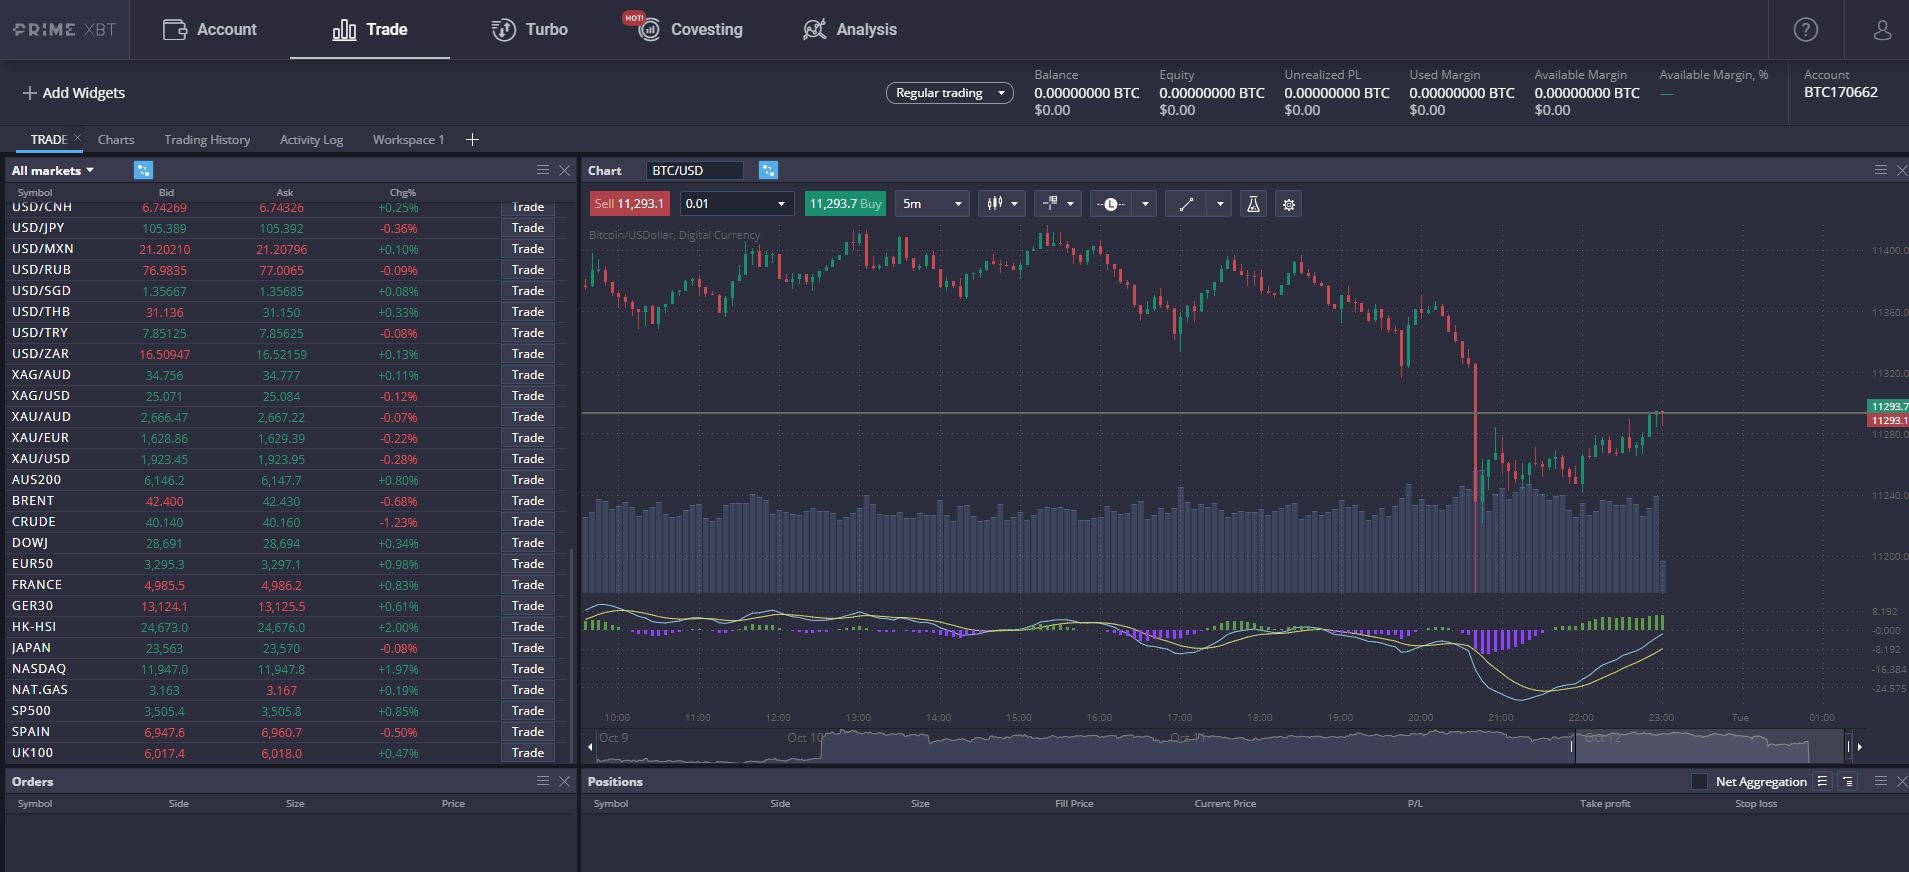 PRIME XBT
Account
Trade
Turbo
HOT!
Covesting
Analysis
?
Add Widgets
Regular trading
Balance
0.00000000 BTC
$0.00
Equity
0.00000000 BTC
$0.00
Unrealized PL
0.00000000 BTC
$0.00
Used Margin
0.00000000 BTC
$0.00
Available Margin
0.00000000 BTC
$0.00
Available Margin, %
—
Account
BTC170662
TRADE
Charts
Trading History
Activity Log
Workspace 1
All markets
Symbol Bid Ask Chg%
USD/CNH 6.74269 6.74326 +0.25% Trade
USD/JPY 105.389 105.392 -0.36% Trade
USD/MXN 21.20210 21.20796 +0.10% Trade
USD/RUB 76.9835 77.0065 -0.09% Trade
USD/SGD 1.35667 1.35685 +0.08% Trade
USD/THB 31.136 31.150 +0.33% Trade
USD/TRY 7.85125 7.85625 -0.08% Trade
USD/ZAR 16.50947 16.52159 +0.13% Trade
XAG/AUD 34.756 34.777 +0.11% Trade
XAG/USD 25.071 25.084 -0.12% Trade
XAU/AUD 2,666.47 2,667.22 -0.07% Trade
XAU/EUR 1,628.86 1,629.39 -0.22% Trade
XAU/USD 1,923.45 1,923.95 -0.28% Trade
AUS200 6,146.2 6,147.7 +0.80% Trade
BRENT 42.400 42.430 -0.68% Trade
CRUDE 40.140 40.160 -1.23% Trade
DOWJ 28,691 28,694 +0.34% Trade
EUR50 3,295.3 3,297.1 +0.98% Trade
FRANCE 4,985.5 4,986.2 +0.83% Trade
GER30 13,124.1 13,125.5 +0.61% Trade
HK-HSI 24,673.0 24,676.0 +2.00% Trade
JAPAN 23,563 23,570 -0.08% Trade
NASDAQ 11,947.0 11,947.8 +1.97% Trade
NAT.GAS 3.163 3.167 +0.19% Trade
SP500 3,505.4 3,505.8 +0.85% Trade
SPAIN 6,947.6 6,960.7 -0.50% Trade
UK100 6,017.4 6,018.0 +0.47% Trade
Chart BTC/USD
Sell 11,293.1
0.01
11,293.7 Buy
5m
L
Bitcoin/USDollar, Digital Currency
11400.0
11360.0
11320.0
11293.7
11293.1
11280.0
11240.0
11200.0
8.192
-0.000
-8.192
-16.384
-24.575
10:00 11:00 12:00 13:00 14:00 15:00 16:00 17:00 18:00 19:00 20:00 21:00 22:00 23:00 Tue 01:00
Oct 9 Oct 10 Oct 11 Oct 12
Orders
Symbol Side Size Price
Positions
Net Aggregation
Symbol Side Size Fill Price Current Price P/L Take profit Stop loss